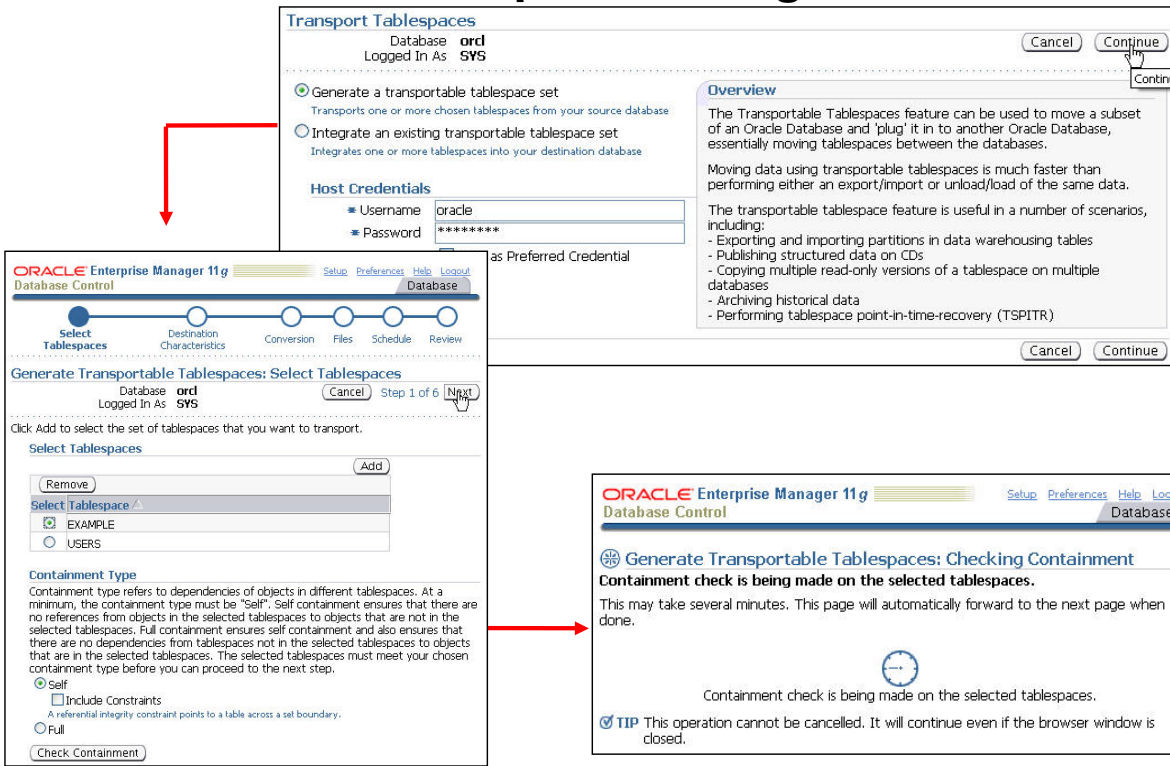 Transport Tablespaces
Database orcl
Logged In As SYS
Cancel Continue
Generate a transportable tablespace set
Transports one or more chosen tablespaces from your source database
Integrate an existing transportable tablespace set
Integrates one or more tablespaces into your destination database
Host Credentials
* Username oracle
* Password ********
as Preferred Credential
Overview
The Transportable Tablespaces feature can be used to move a subset
of an Oracle Database and 'plug' it in to another Oracle Database,
essentially moving tablespaces between the databases.
Moving data using transportable tablespaces is much faster than
performing either an export/import or unload/load of the same data.
The transportable tablespace feature is useful in a number of scenarios,
including:
- Exporting and importing partitions in data warehousing tables
- Publishing structured data on CDs
- Copying multiple read-only versions of a tablespace on multiple
databases
- Archiving historical data
- Performing tablespace point-in-time-recovery (TSPITR)
Cancel Continue
ORACLE Enterprise Manager 11g
Database Control
Setup Preferences Help Logout
Database
Select
Tablespaces
Destination
Characteristics
Conversion
Files
Schedule
Review
Generate Transportable Tablespaces: Select Tablespaces
Database orcl
Logged In As SYS
Cancel Step 1 of 6 Next
Click Add to select the set of tablespaces that you want to transport.
Select Tablespaces
Add
Remove
Select Tablespace
EXAMPLE
USERS
Containment Type
Containment type refers to dependencies of objects in different tablespaces. At a
minimum, the containment type must be "Self". Self containment ensures that there are
no references from objects in the selected tablespaces to objects that are not in the
selected tablespaces. Full containment ensures self containment and also ensures that
there are no dependencies from tablespaces not in the selected tablespaces to objects
that are in the selected tablespaces. The selected tablespaces must meet your chosen
containment type before you can proceed to the next step.
Self
Include Constraints
A referential integrity constraint points to a table across a set boundary.
Full
Check Containment
ORACLE Enterprise Manager 11g
Database Control
Setup Preferences Help
Database
Generate Transportable Tablespaces: Checking Containment
Containment check is being made on the selected tablespaces.
This may take several minutes. This page will automatically forward to the next page when
done.
Containment check is being made on the selected tablespaces.
TIP This operation cannot be cancelled. It will continue even if the browser window is
closed.